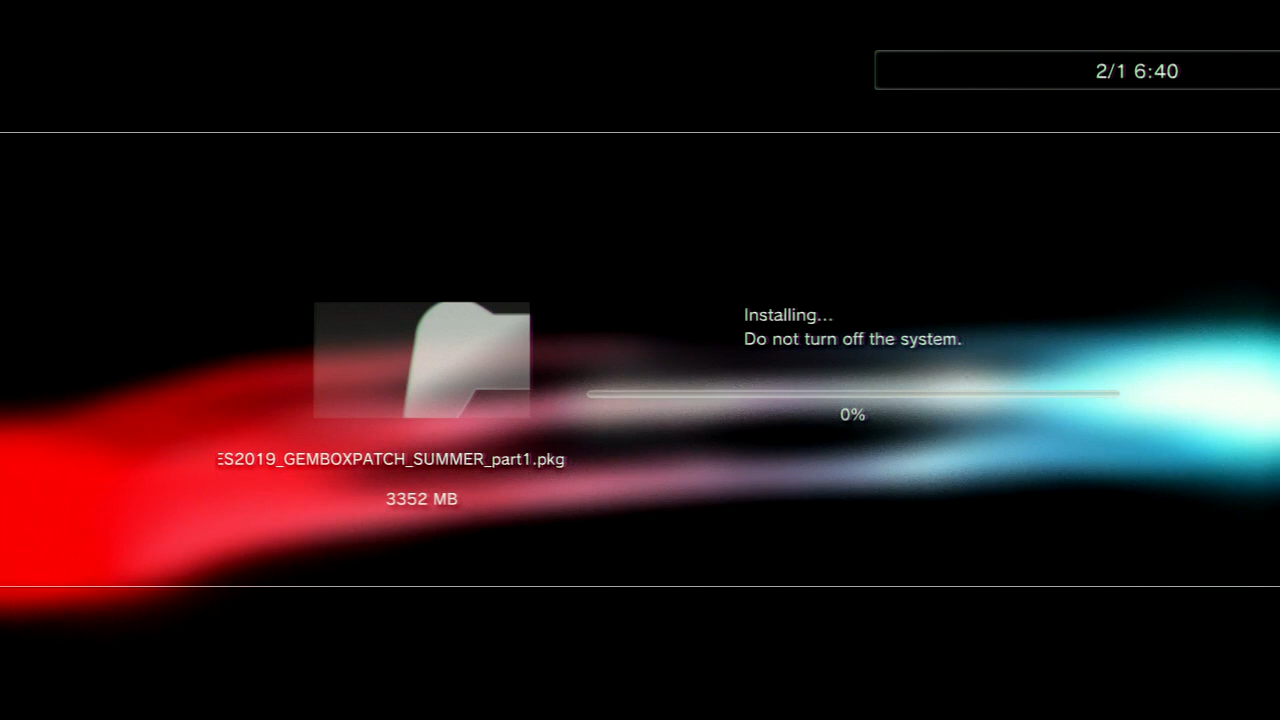 2/1 6:40
Installing...
Do not turn off the system.
0%
ES2019_GEMBOXPATCH_SUMMER_part1.pkg
3352 MB